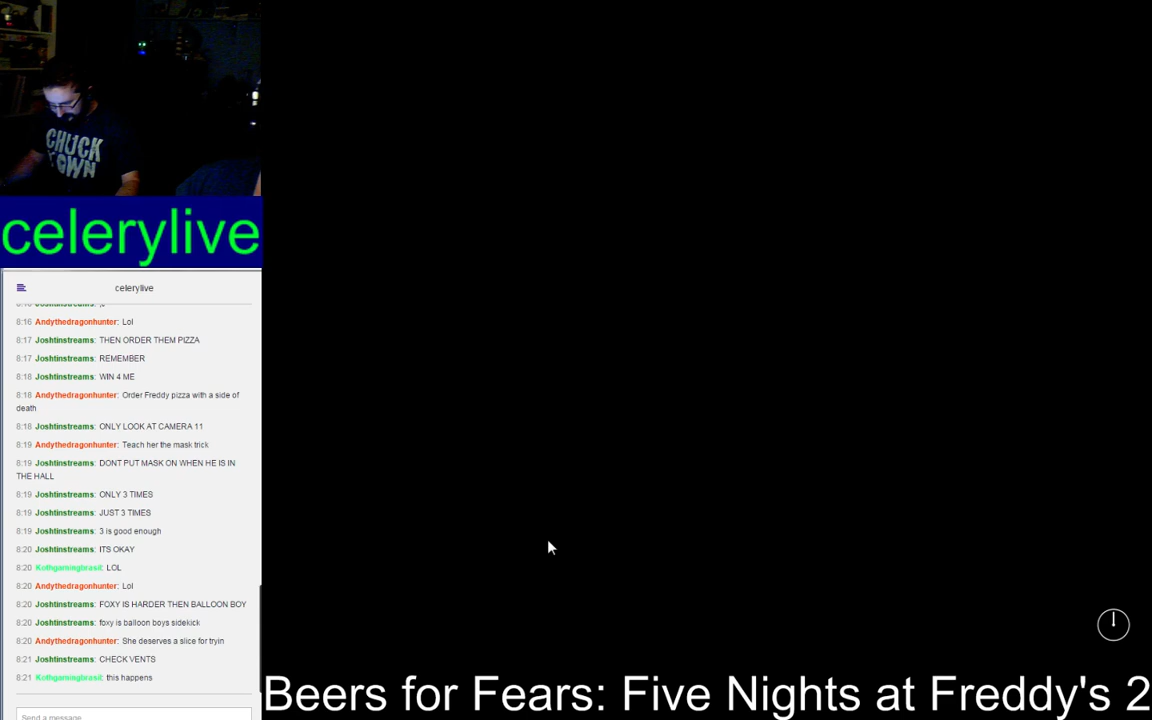 CHUCK
TOWN
celerylive
celerylive
8:16 Andythedragonhunter: Lol
8:17 Joshtinstreams: THEN ORDER THEM PIZZA
8:17 Joshtinstreams: REMEMBER
8:18 Joshtinstreams: WIN 4 ME
8:18 Andythedragonhunter: Order Freddy pizza with a side of
death
8:18 Joshtinstreams: ONLY LOOK AT CAMERA 11
8:19 Andythedragonhunter: Teach her the mask trick
8:19 Joshtinstreams: DONT PUT MASK ON WHEN HE IS IN
THE HALL
8:19 Joshtinstreams: ONLY 3 TIMES
8:19 Joshtinstreams: JUST 3 TIMES
8:19 Joshtinstreams: 3 is good enough
8:20 Joshtinstreams: ITS OKAY
8:20 Kothgamingbrasil: LOL
8:20 Andythedragonhunter: Lol
8:20 Joshtinstreams: FOXY IS HARDER THEN BALLOON BOY
8:20 Joshtinstreams: foxy is balloon boys sidekick
8:20 Andythedragonhunter: She deserves a slice for tryin
8:21 Joshtinstreams: CHECK VENTS
8:21 Kothgamingbrasil: this happens
Send a message
Beers for Fears: Five Nights at Freddy's 2